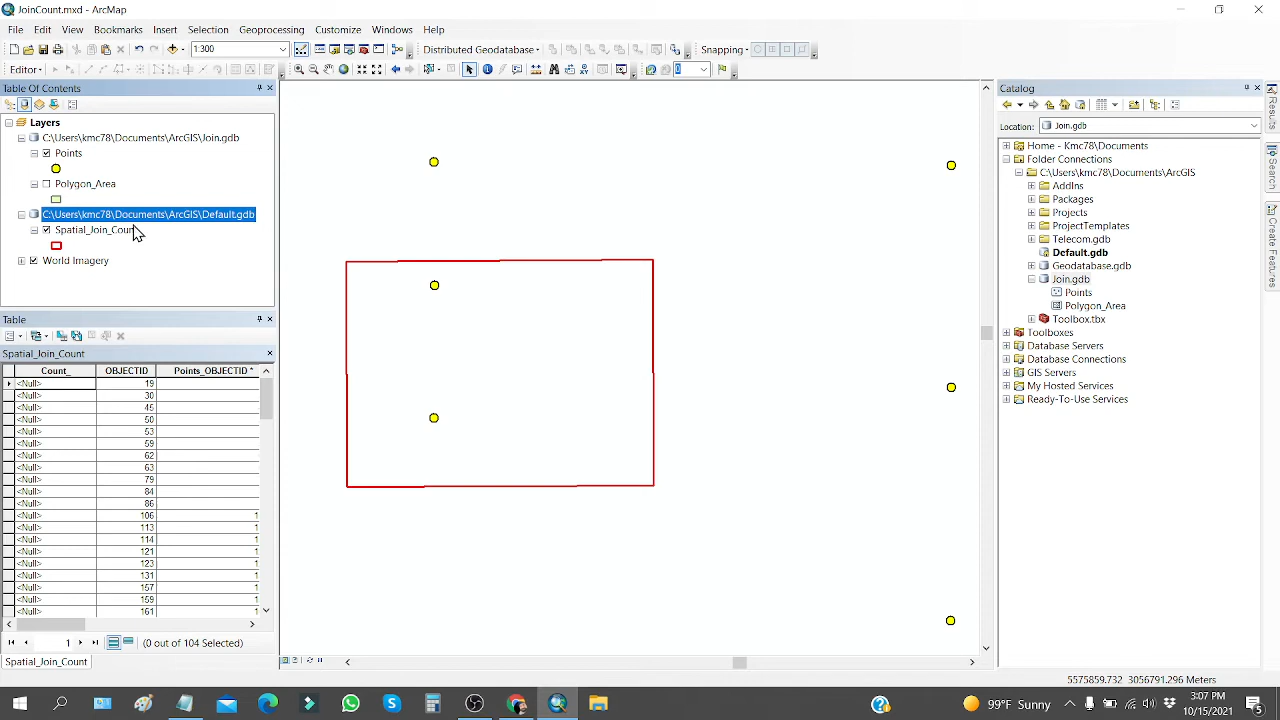 JoinCount.mxd - ArcMap
File Edit View Bookmarks Insert Selection Geoprocessing Customize Windows Help
1:300 Distributed Geodatabase Snapping
Editor 0
Table Of Contents
Layers
C:\Users\kmc78\Documents\ArcGIS\Join.gdb
Points
Polygon_Area
C:\Users\kmc78\Documents\ArcGIS\Default.gdb
Spatial_Join_Count
World Imagery
Table
Spatial_Join_Count
Count_ OBJECTID Points_OBJECTID *
<Null> 19
<Null> 30
<Null> 45
<Null> 50
<Null> 53
<Null> 59
<Null> 62
<Null> 63
<Null> 79
<Null> 84
<Null> 86
<Null> 106 1
<Null> 113 1
<Null> 114 1
<Null> 121 1
<Null> 123 1
<Null> 131 1
<Null> 157 1
<Null> 159 1
<Null> 161 1
1 (0 out of 104 Selected)
Spatial_Join_Count
Catalog
Location: Join.gdb
Home - Kmc78\Documents
Folder Connections
C:\Users\kmc78\Documents\ArcGIS
AddIns
Packages
Projects
ProjectTemplates
Telecom.gdb
Default.gdb
Geodatabase.gdb
Join.gdb
Points
Polygon_Area
Toolbox.tbx
Toolboxes
Database Servers
Database Connections
GIS Servers
My Hosted Services
Ready-To-Use Services
Results
Search
Create Features
5575859.732 3056791.296 Meters
99°F Sunny
3:07 PM
10/15/2021